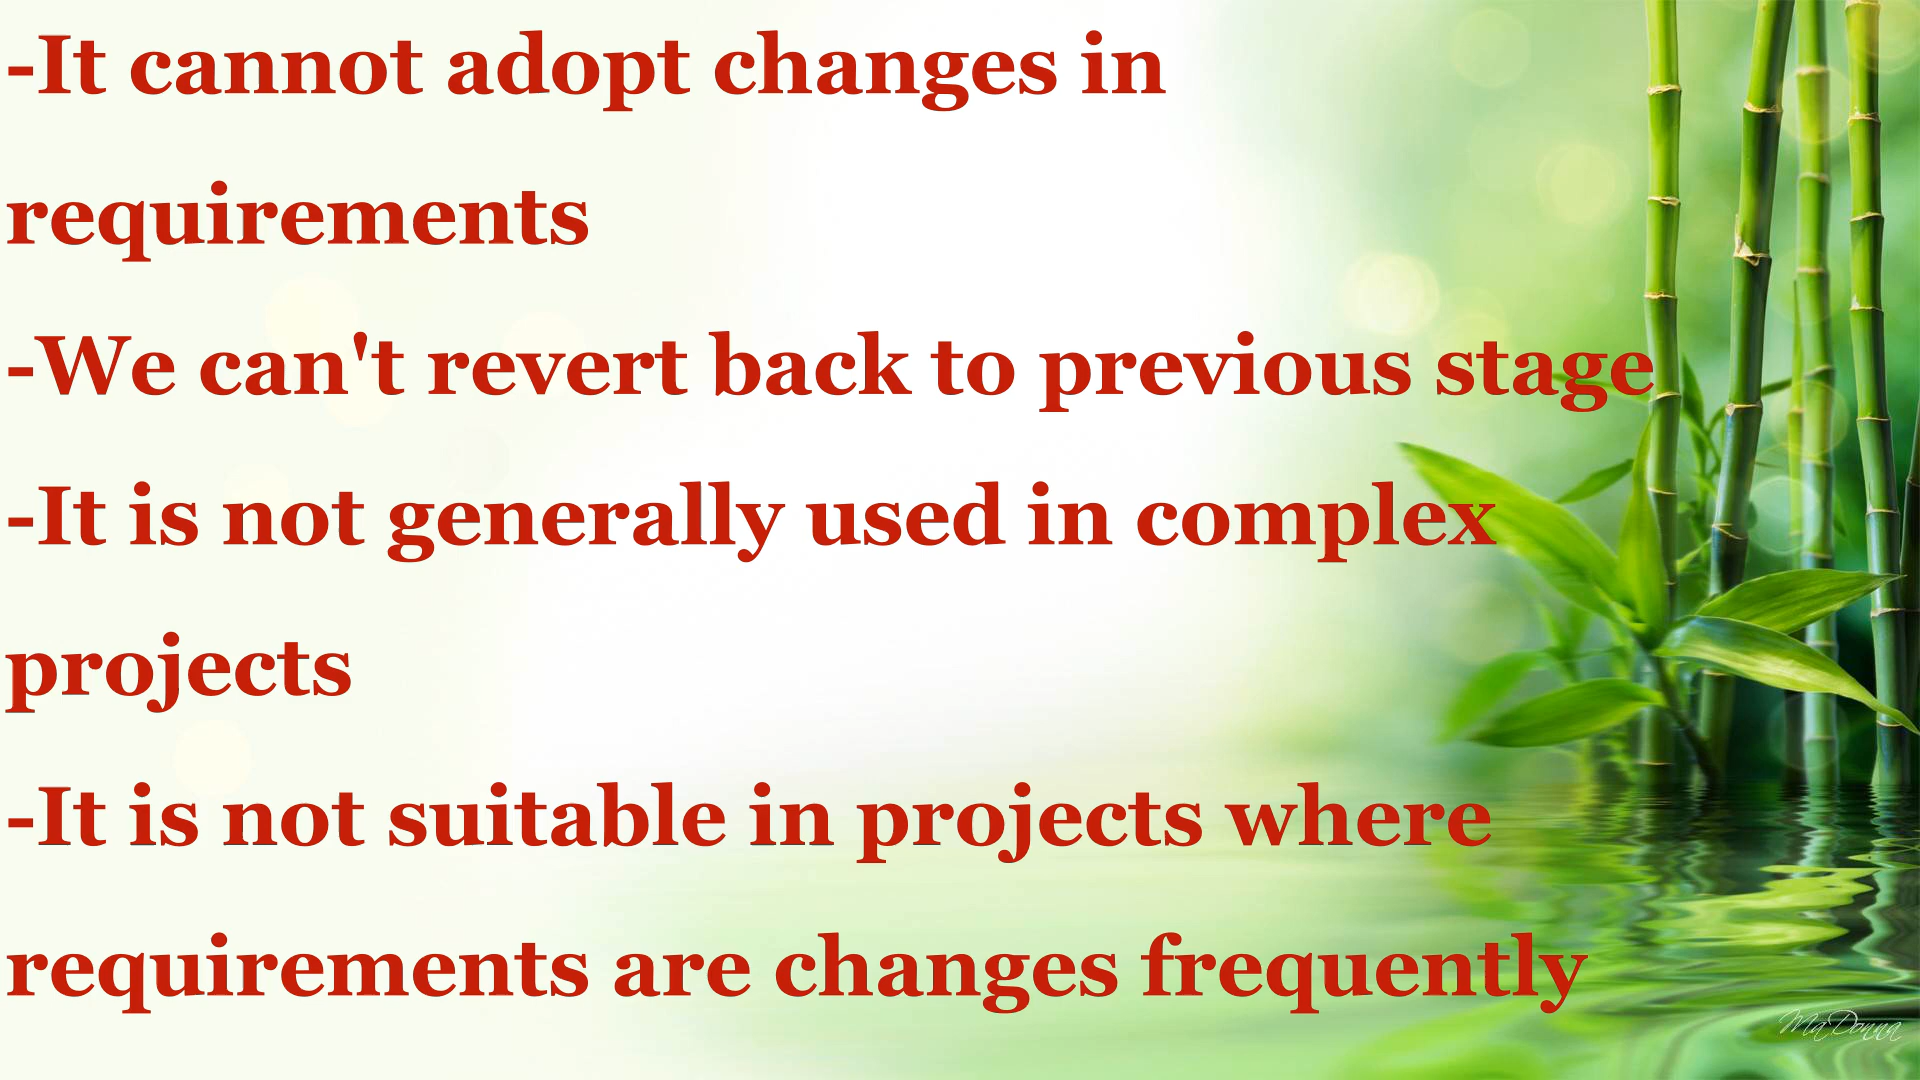 -It cannot adopt changes in
requirements
-We can't revert back to previous stage
-It is not generally used in complex
projects
-It is not suitable in projects where
requirements are changes frequently
MaDonna